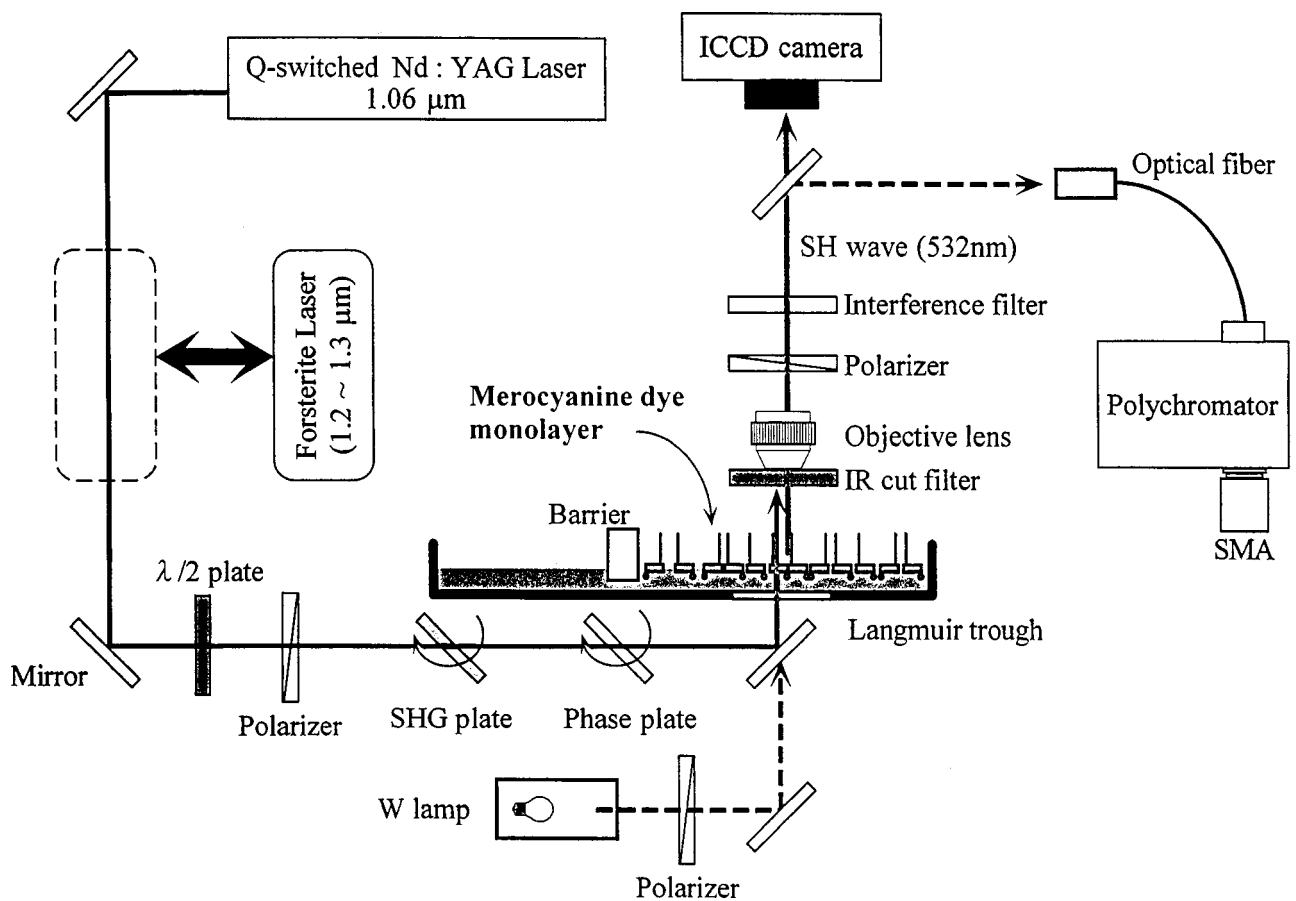 ICCD camera
Q-switched Nd : YAG Laser
1.06 μm
Optical fiber
SH wave (532nm)
Interference filter
Forsterite Laser
(1.2 ~ 1.3 μm)
Polarizer
Polychromator
Merocyanine dye
monolayer
Objective lens
IR cut filter
Barrier
SMA
λ /2 plate
Langmuir trough
Mirror
Polarizer
SHG plate
Phase plate
W lamp
Polarizer